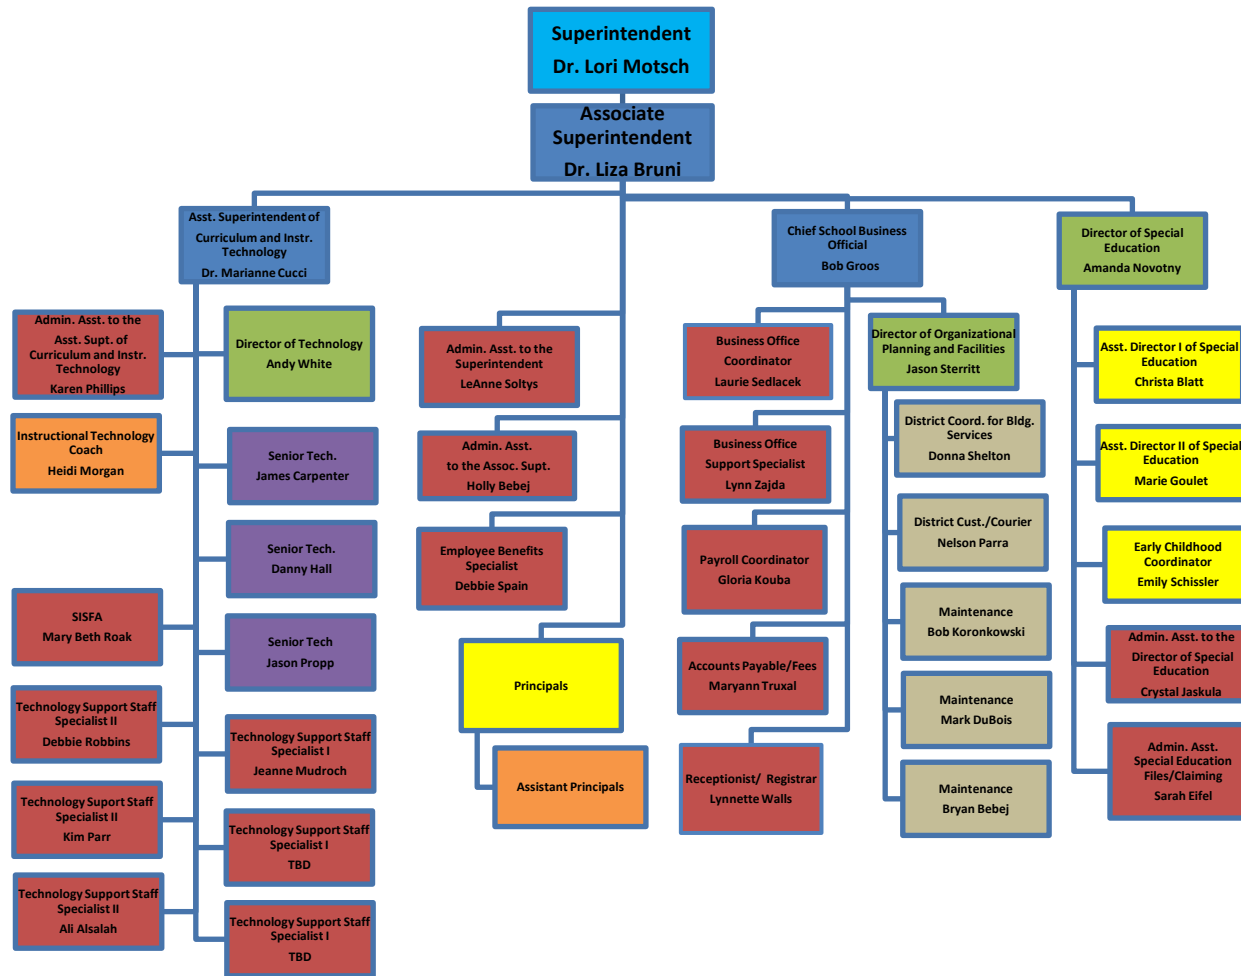 Superintendent
Dr. Lori Motsch
Associate
Superintendent
Dr. Liza Bruni
Asst. Superintendent of
Curriculum and Instr.
Technology
Dr. Marianne Cucci
Chief School Business
Official
Bob Groos
Director of Special
Education
Amanda Novotny
Admin. Asst. to the
Asst. Supt. of
Curriculum and Instr.
Technology
Karen Phillips
Director of Technology
Andy White
Instructional Technology
Coach
Heidi Morgan
Senior Tech.
James Carpenter
Senior Tech.
Danny Hall
SISFA
Mary Beth Roak
Senior Tech
Jason Propp
Technology Support Staff
Specialist II
Debbie Robbins
Technology Support Staff
Specialist I
Jeanne Mudroch
Technology Suport Staff
Specialist II
Kim Parr
Technology Support Staff
Specialist I
TBD
Technology Support Staff
Specialist II
Ali Alsalah
Technology Support Staff
Specialist I
TBD
Admin. Asst. to the
Superintendent
LeAnne Soltys
Admin. Asst.
to the Assoc. Supt.
Holly Bebej
Employee Benefits
Specialist
Debbie Spain
Principals
Assistant Principals
Business Office
Coordinator
Laurie Sedlacek
Business Office
Support Specialist
Lynn Zajda
Payroll Coordinator
Gloria Kouba
Accounts Payable/Fees
Maryann Truxal
Receptionist/ Registrar
Lynnette Walls
Director of Organizational
Planning and Facilities
Jason Sterritt
District Coord. for Bldg.
Services
Donna Shelton
District Cust./Courier
Nelson Parra
Maintenance
Bob Koronkowski
Maintenance
Mark DuBois
Maintenance
Bryan Bebej
Asst. Director I of Special
Education
Christa Blatt
Asst. Director II of Special
Education
Marie Goulet
Early Childhood
Coordinator
Emily Schissler
Admin. Asst. to the
Director of Special
Education
Crystal Jaskula
Admin. Asst.
Special Education
Files/Claiming
Sarah Eifel